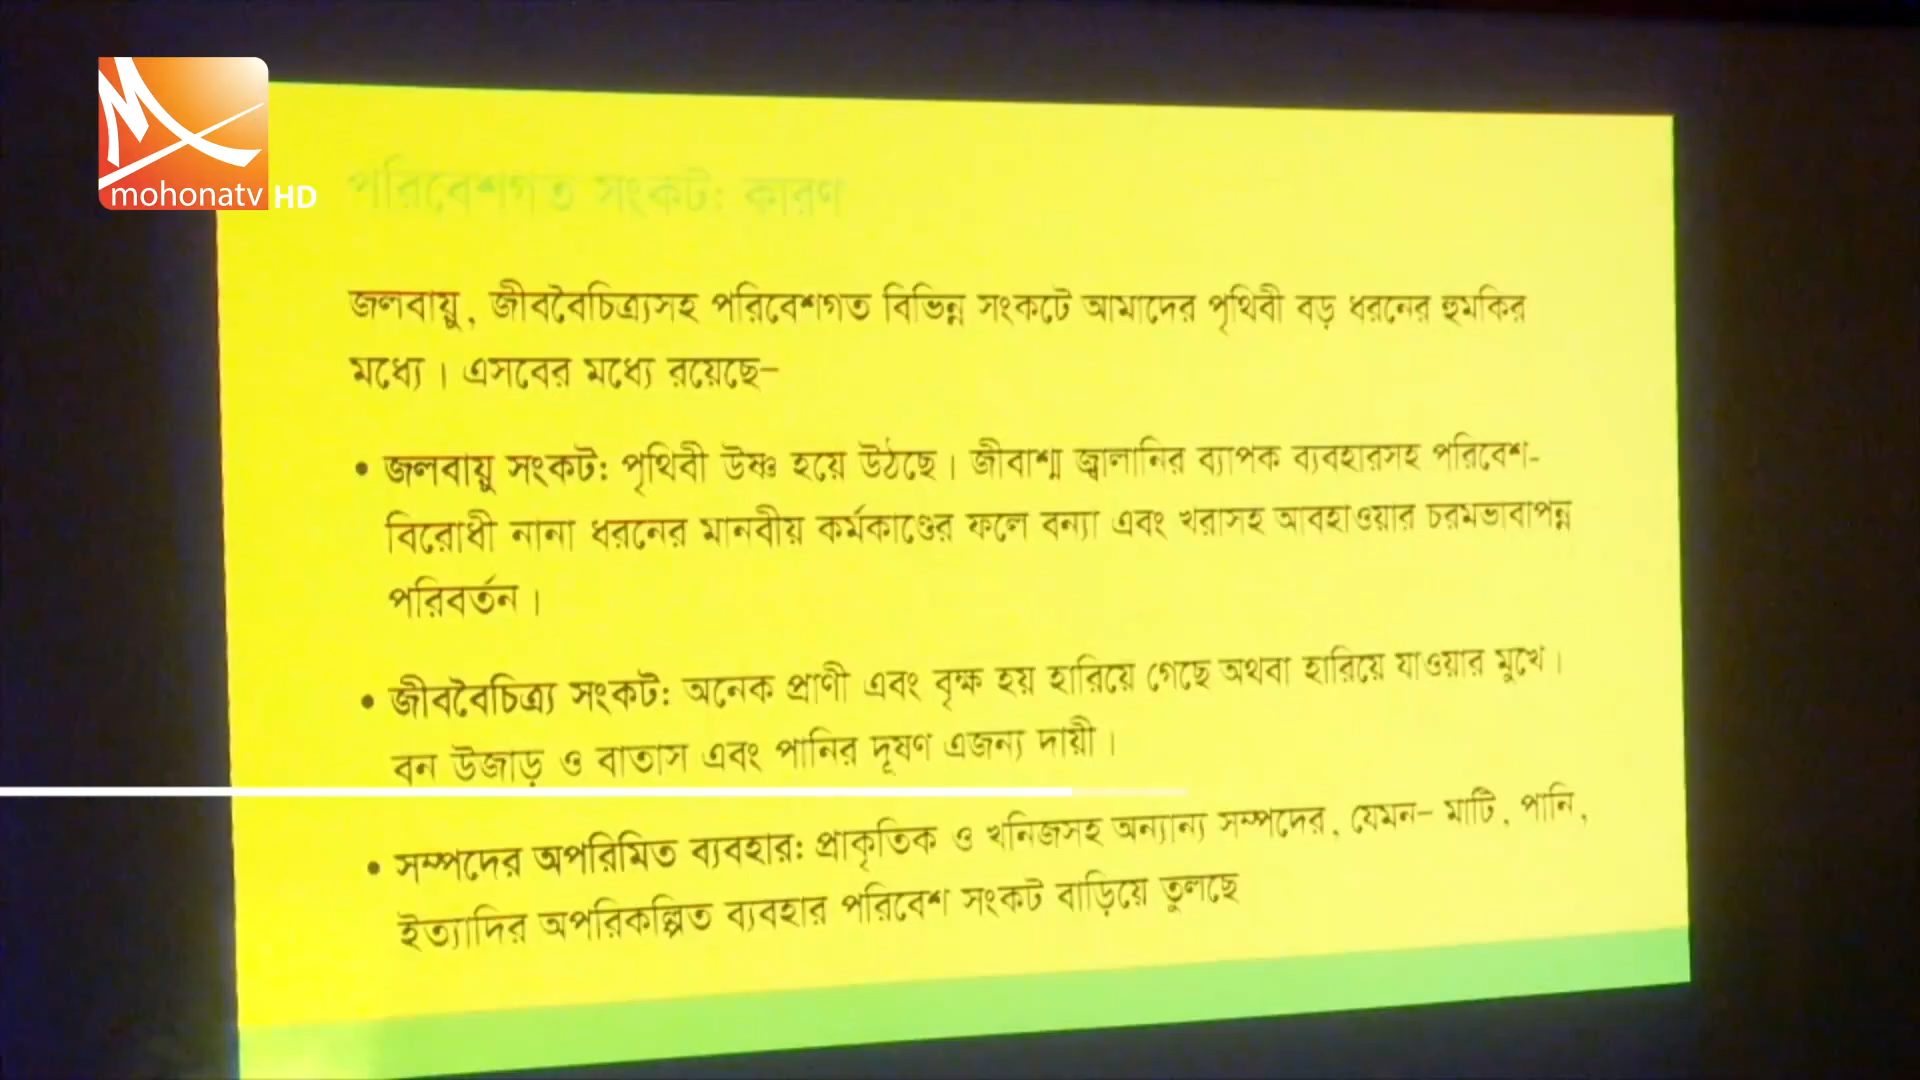 mohonatv HD
পরিবেশগত সংকট: কারণ
জলবায়ু, জীববৈচিত্র্যসহ পরিবেশগত বিভিন্ন সংকটে আমাদের পৃথিবী বড় ধরনের হুমকির
মধ্যে। এসবের মধ্যে রয়েছে-
• জলবায়ু সংকট: পৃথিবী উষ্ণ হয়ে উঠছে। জীবাশ্ম জ্বালানির ব্যাপক ব্যবহারসহ পরিবেশ-
বিরোধী নানা ধরনের মানবীয় কর্মকাণ্ডের ফলে বন্যা এবং খরাসহ আবহাওয়ার চরমভাবাপন্ন
পরিবর্তন।
• জীববৈচিত্র্য সংকট: অনেক প্রাণী এবং বৃক্ষ হয় হারিয়ে গেছে অথবা হারিয়ে যাওয়ার মুখে।
বন উজাড় ও বাতাস এবং পানির দূষণ এজন্য দায়ী।
• সম্পদের অপরিমিত ব্যবহার: প্রাকৃতিক ও খনিজসহ অন্যান্য সম্পদের, যেমন- মাটি, পানি,
ইত্যাদির অপরিকল্পিত ব্যবহার পরিবেশ সংকট বাড়িয়ে তুলছে